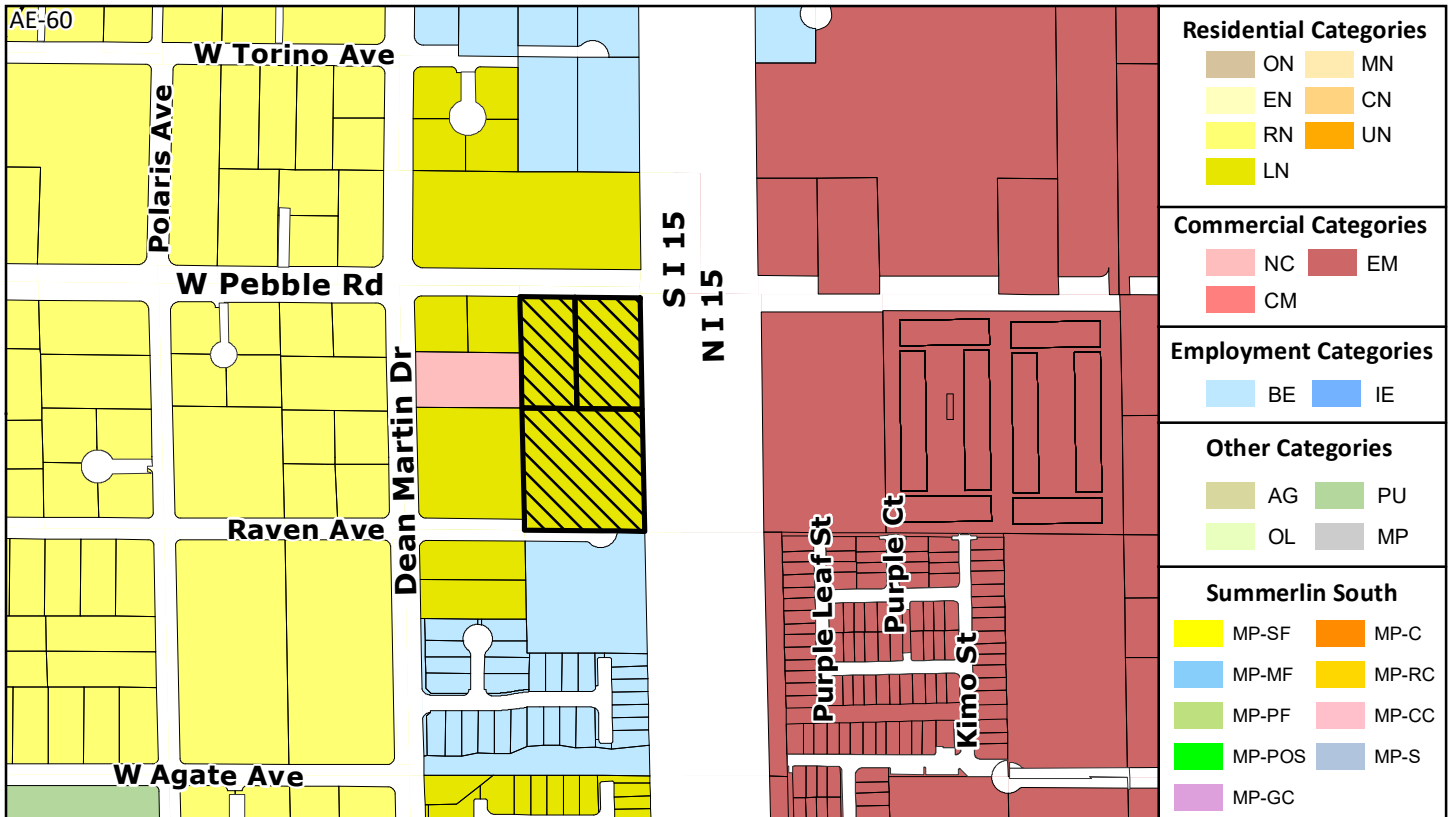 AE-60
W Torino Ave
Polaris Ave
W Pebble Rd
S I 15
N I 15
Dean Martin Dr
Raven Ave
Purple Leaf St
Purple Ct
Kimo St
W Agate Ave
Residential Categories
ON MN
EN CN
RN UN
LN
Commercial Categories
NC EM
CM
Employment Categories
BE IE
Other Categories
AG PU
OL MP
Summerlin South
MP-SF MP-C
MP-MF MP-RC
MP-PF MP-CC
MP-POS MP-S
MP-GC